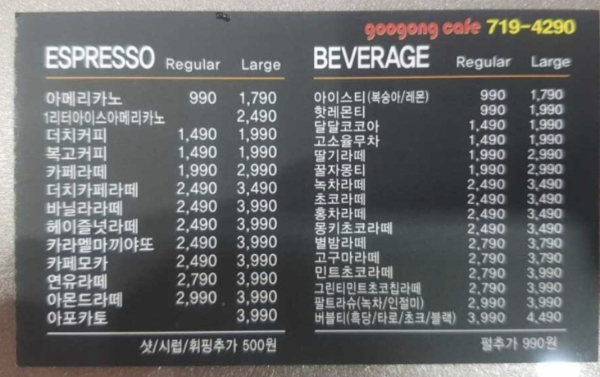 googong cafe 719-4290
ESPRESSO Regular Large
아메리카노 990 1,790
1리터아이스아메리카노 2,490
더치커피 1,490 1,990
복고커피 1,490 1,990
카페라떼 1,990 2,990
더치카페라떼 2,490 3,490
바닐라라떼 2,490 3,990
헤이즐넛라떼 2,490 3,990
카라멜마끼야또 2,490 3,990
카페모카 2,490 3,990
연유라떼 2,790 3,990
아몬드라떼 2,990 3,990
아포카토 3,990
샷/시럽/휘핑추가 500원
BEVERAGE Regular Large
아이스티(복숭아/레몬) 990 1,790
핫레몬티 990 1,990
달달코코아 1,490 1,990
고소율무차 1,490 1,990
딸기라떼 1,990 2,990
꿀자몽티 1,990 2,990
녹차라떼 2,490 3,490
초코라떼 2,490 3,490
홍차라떼 2,490 3,490
몽키초코라떼 2,490 3,490
별밤라떼 2,790 3,790
고구마라떼 2,790 3,790
민트초코라떼 2,790 3,990
그린티민트초코칩라떼 2,790 3,990
팥트라슈(녹차/인절미) 2,990 3,990
버블티(흑당/타로/초크/블랙) 3,990 4,490
펄추가 990원